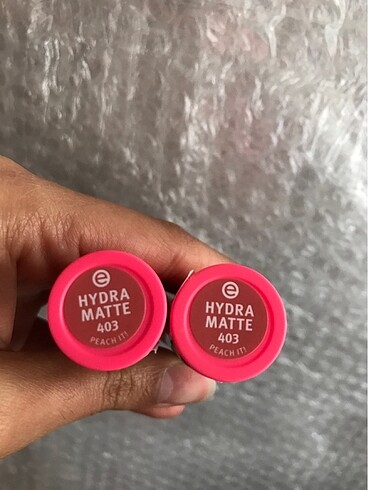 e
HYDRA
MATTE
403
PEACH IT!
e
HYDRA
MATTE
403
PEACH IT!